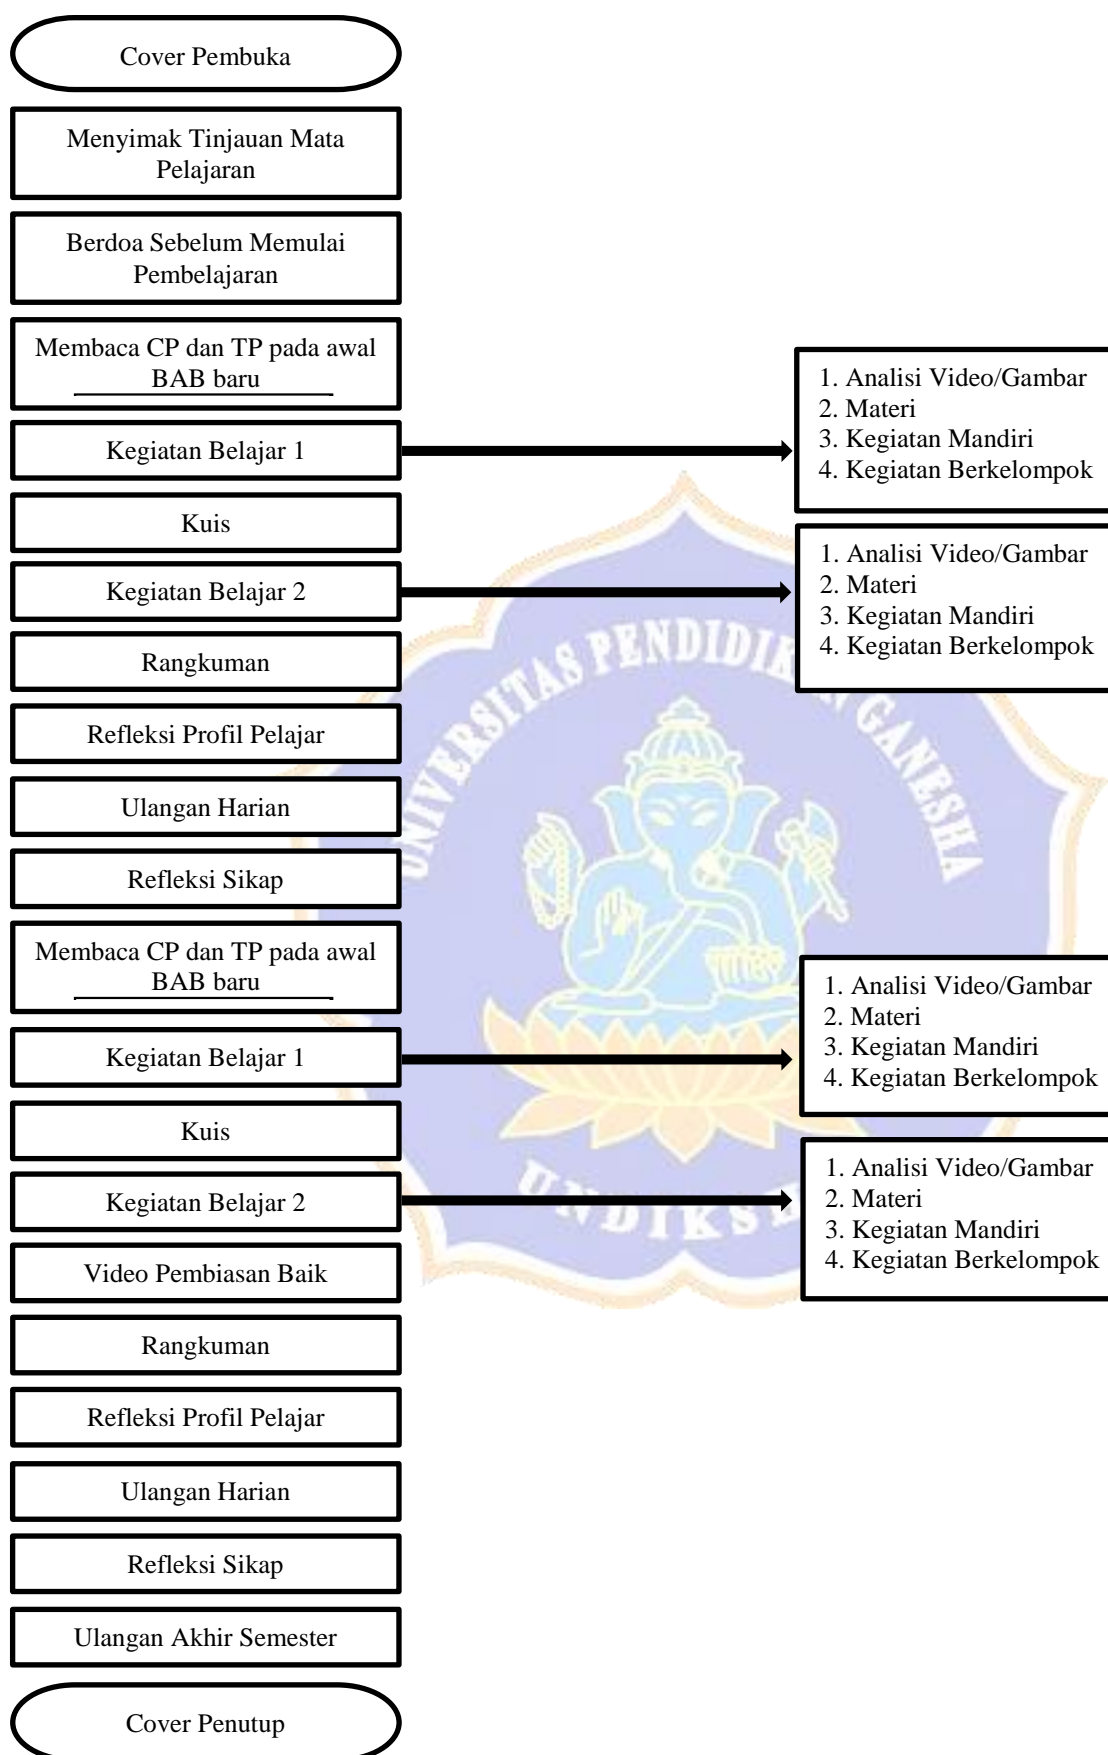 Cover Pembuka
Menyimak Tinjauan Mata
Pelajaran
Berdoa Sebelum Memulai
Pembelajaran
Membaca CP dan TP pada awal
BAB baru
Kegiatan Belajar 1
1. Analisi Video/Gambar
2. Materi
3. Kegiatan Mandiri
4. Kegiatan Berkelompok
Kuis
Kegiatan Belajar 2
1. Analisi Video/Gambar
2. Materi
3. Kegiatan Mandiri
4. Kegiatan Berkelompok
Rangkuman
Refleksi Profil Pelajar
Ulangan Harian
Refleksi Sikap
Membaca CP dan TP pada awal
BAB baru
Kegiatan Belajar 1
1. Analisi Video/Gambar
2. Materi
3. Kegiatan Mandiri
4. Kegiatan Berkelompok
Kuis
Kegiatan Belajar 2
1. Analisi Video/Gambar
2. Materi
3. Kegiatan Mandiri
4. Kegiatan Berkelompok
Video Pembiasan Baik
Rangkuman
Refleksi Profil Pelajar
Ulangan Harian
Refleksi Sikap
Ulangan Akhir Semester
Cover Penutup
UNIVERSITAS PENDIDIKAN GANESHA